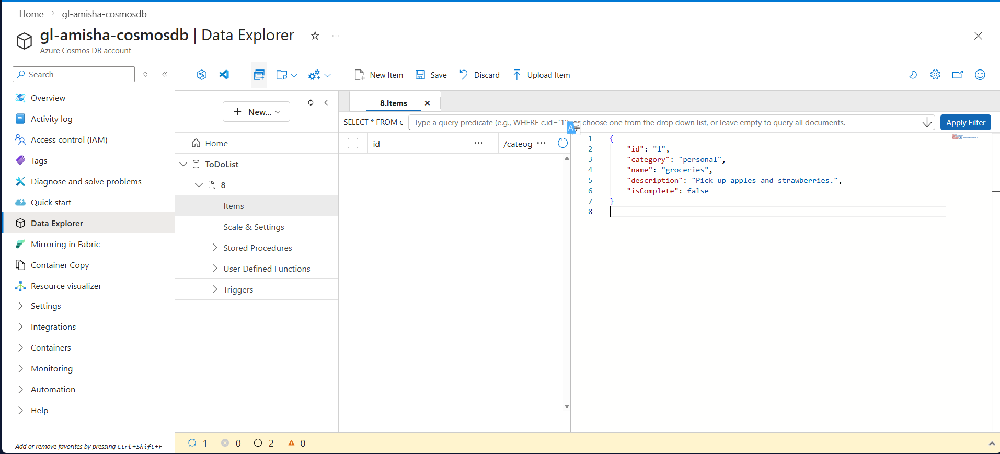 Home > gl-amisha-cosmosdb
gl-amisha-cosmosdb | Data Explorer
Azure Cosmos DB account
Search
Overview
Activity log
Access control (IAM)
Tags
Diagnose and solve problems
Quick start
Data Explorer
Mirroring in Fabric
Container Copy
Resource visualizer
Settings
Integrations
Containers
Monitoring
Automation
Help
Add or remove favorites by pressing Ctrl+Shift+F
New Item Save Discard Upload Item
New...
Home
ToDoList
8
Items
Scale & Settings
Stored Procedures
User Defined Functions
Triggers
8.Items
SELECT * FROM c Type a query predicate (e.g., WHERE c.id=´1´), or choose one from the drop down list, or leave empty to query all documents. Apply Filter
id ... /cateog ...
1 {
2 "id": "1",
3 "category": "personal",
4 "name": "groceries",
5 "description": "Pick up apples and strawberries.",
6 "isComplete": false
7 }
8
1 0 2 0